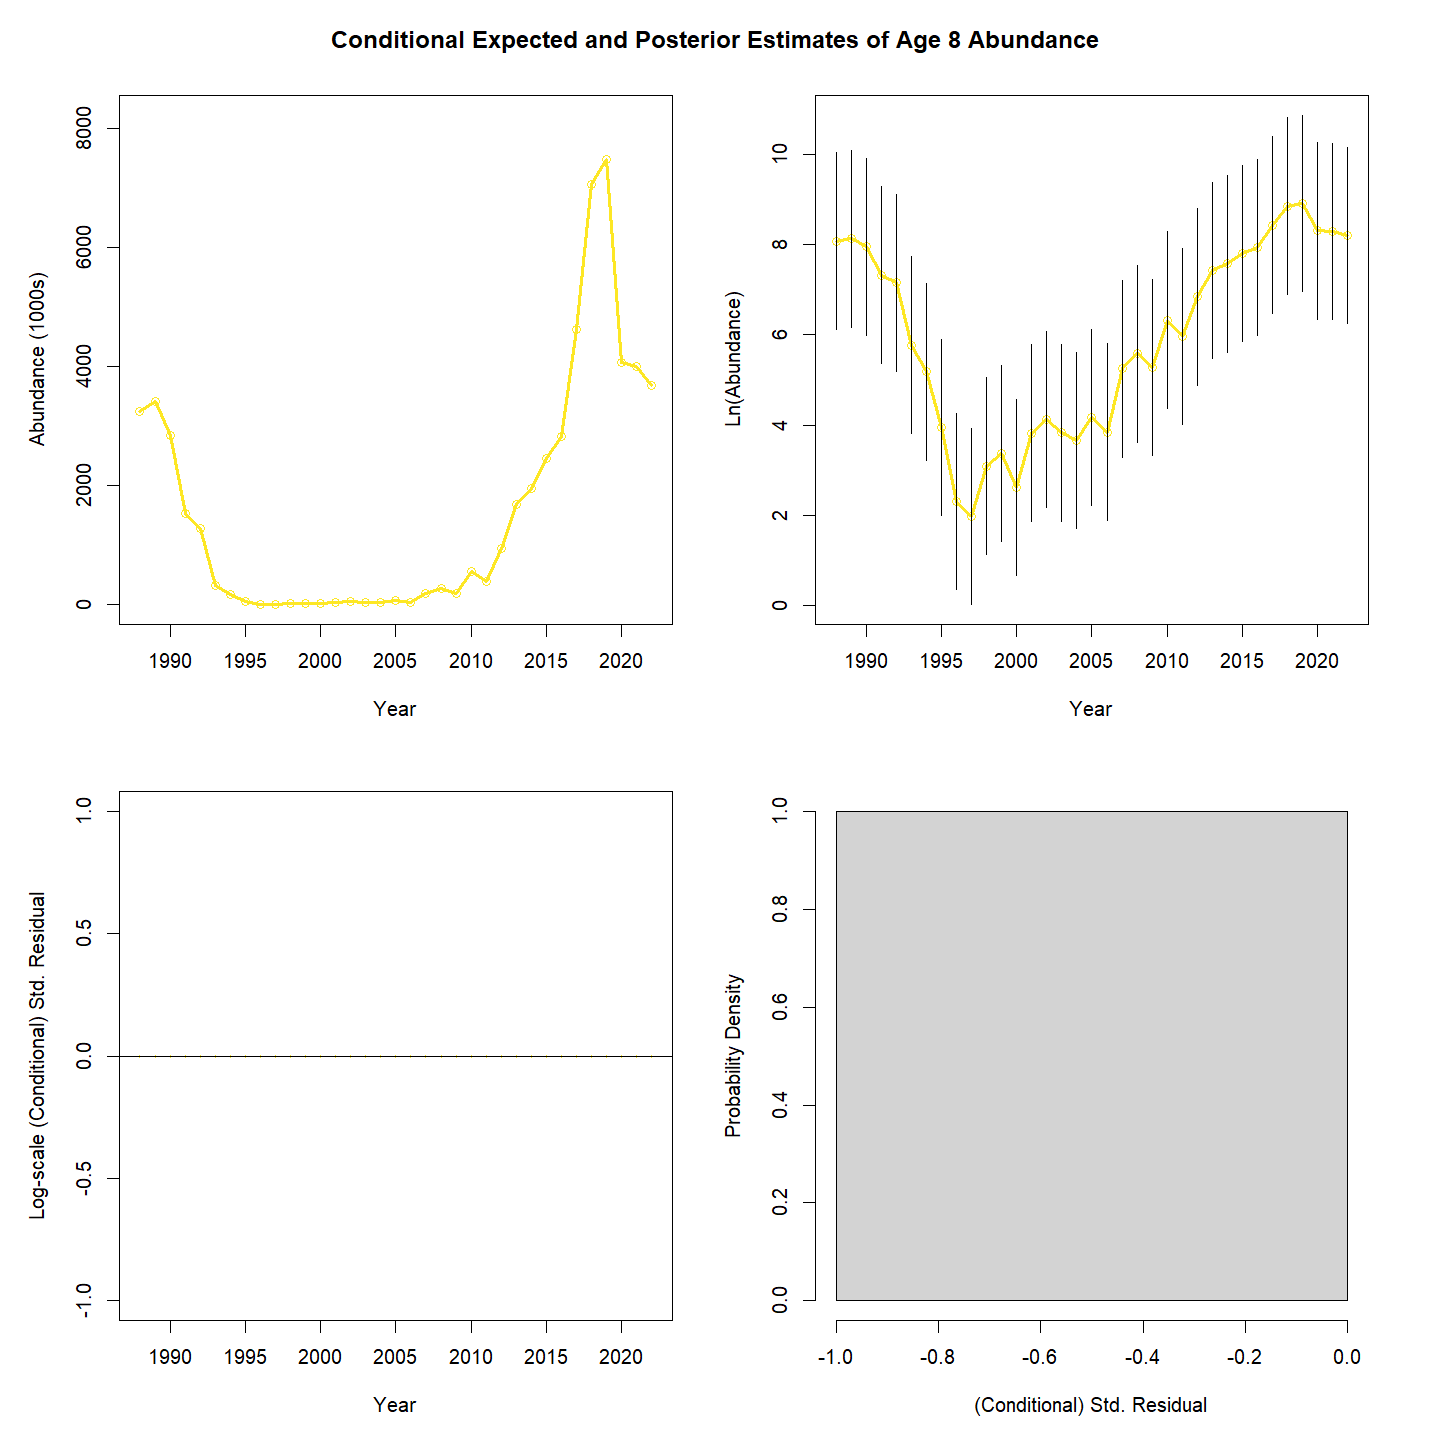 Conditional Expected and Posterior Estimates of Age 8 Abundance
Abundance (1000s)
8000
6000
4000
2000
0
1990 1995 2000 2005 2010 2015 2020
Year
Ln(Abundance)
10
8
6
4
2
0
1990 1995 2000 2005 2010 2015 2020
Year
Log-scale (Conditional) Std. Residual
1.0
0.5
0.0
-0.5
-1.0
1990 1995 2000 2005 2010 2015 2020
Year
Probability Density
1.0
0.8
0.6
0.4
0.2
0.0
-1.0 -0.8 -0.6 -0.4 -0.2 0.0
(Conditional) Std. Residual